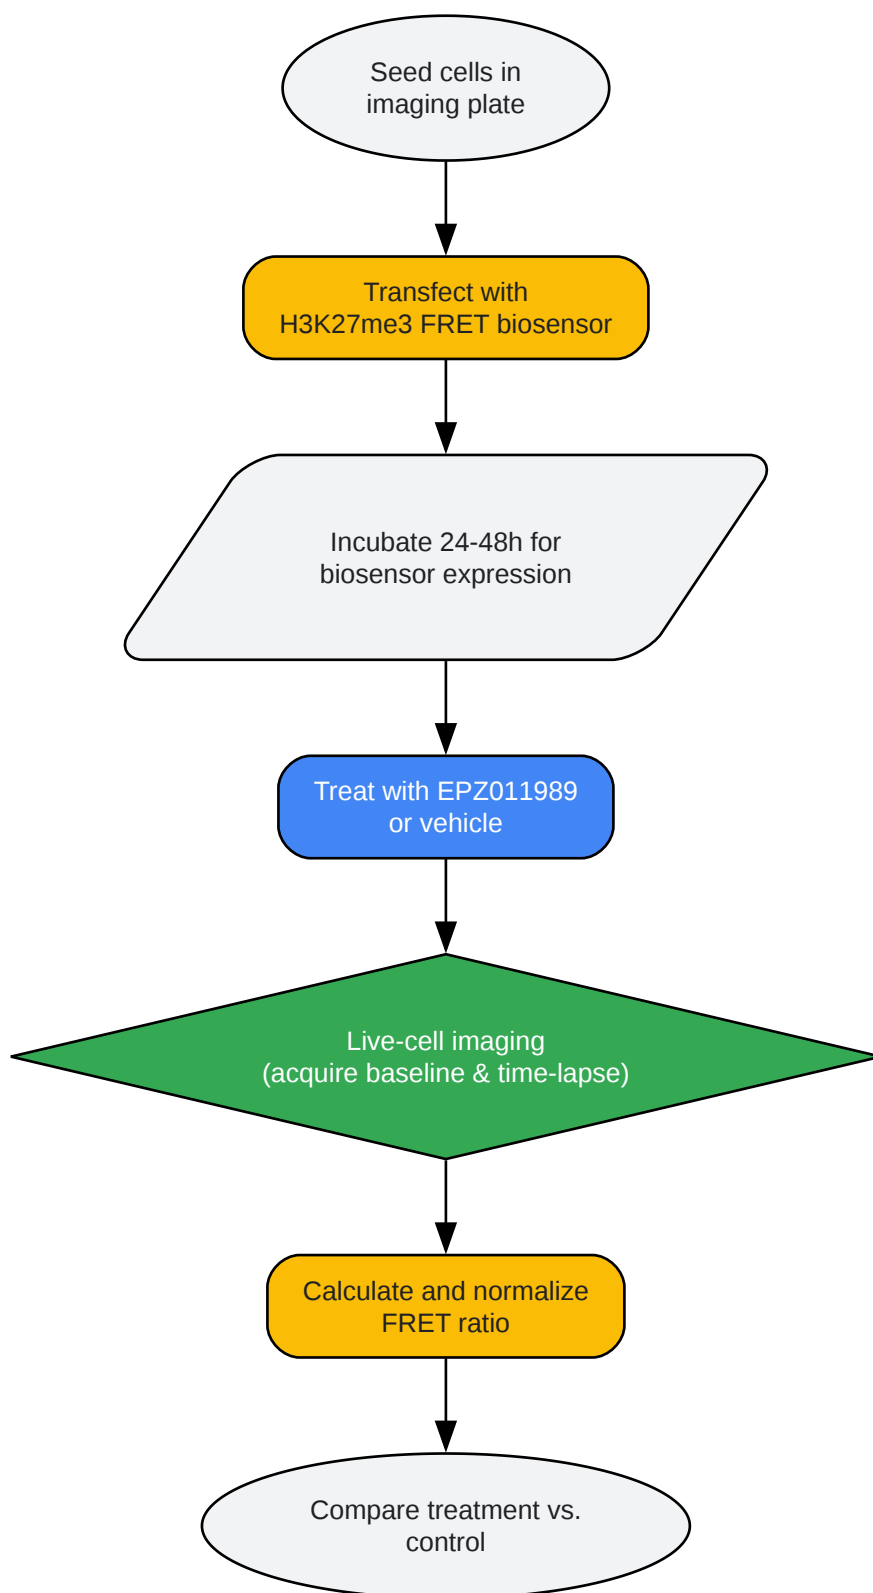 Seed cells in
imaging plate
Transfect with
H3K27me3 FRET biosensor
Incubate 24-48h for
biosensor expression
Treat with EPZ011989
or vehicle
Live-cell imaging
(acquire baseline & time-lapse)
Calculate and normalize
FRET ratio
Compare treatment vs.
control